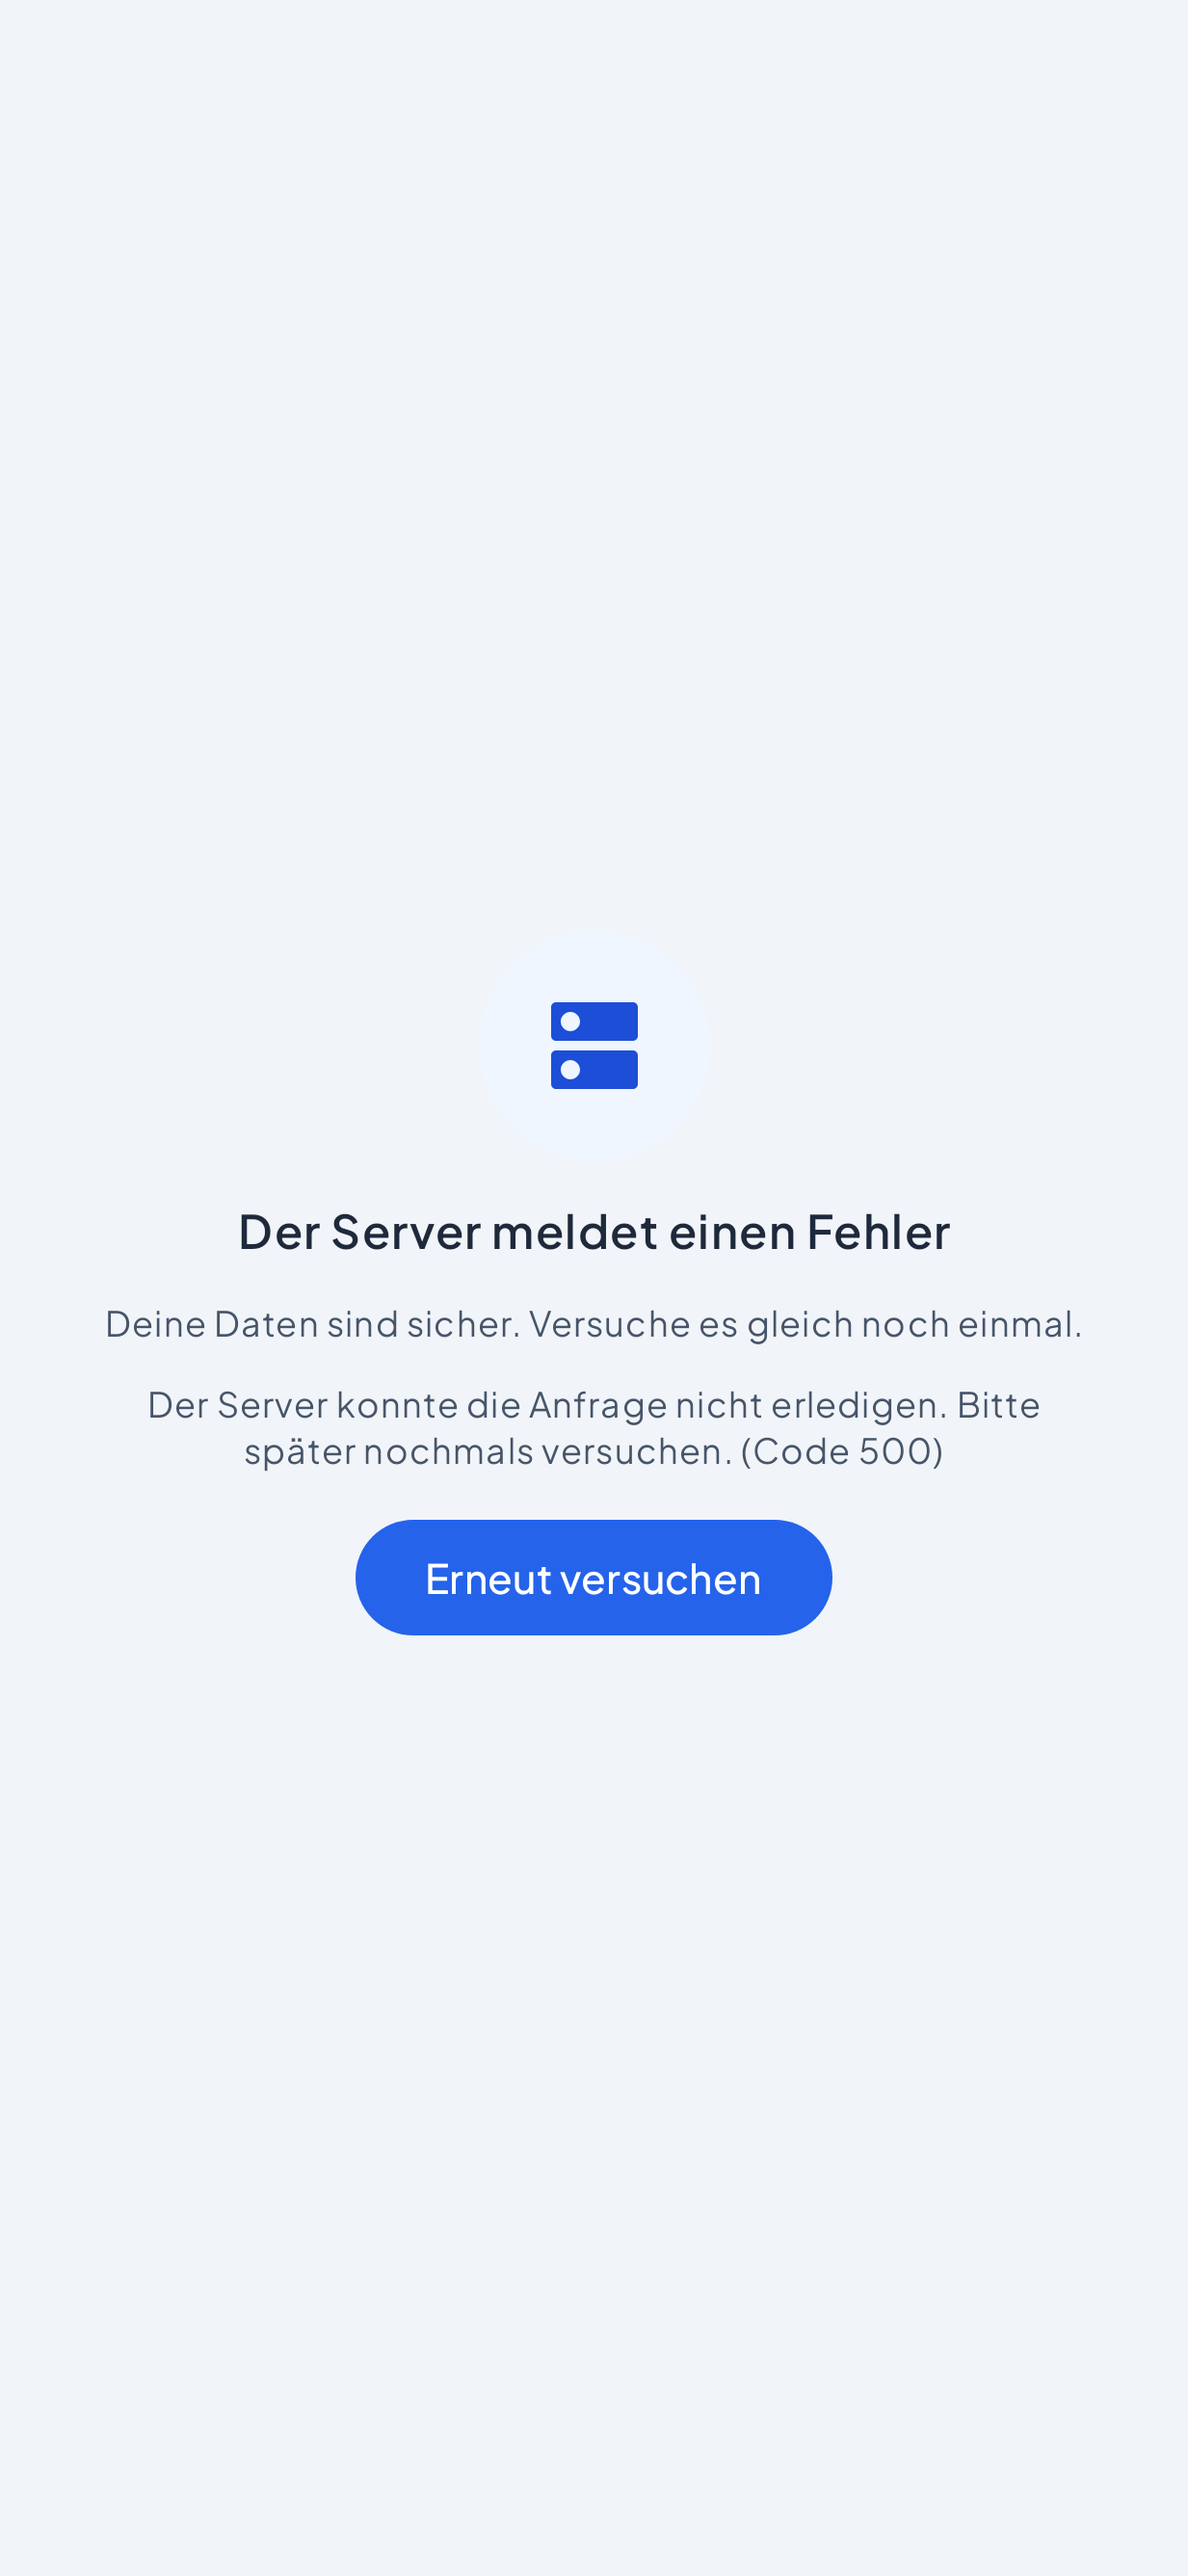 Der Server meldet einen Fehler
Deine Daten sind sicher. Versuche es gleich noch einmal.
Der Server konnte die Anfrage nicht erledigen. Bitte
später nochmals versuchen. (Code 500)
Erneut versuchen